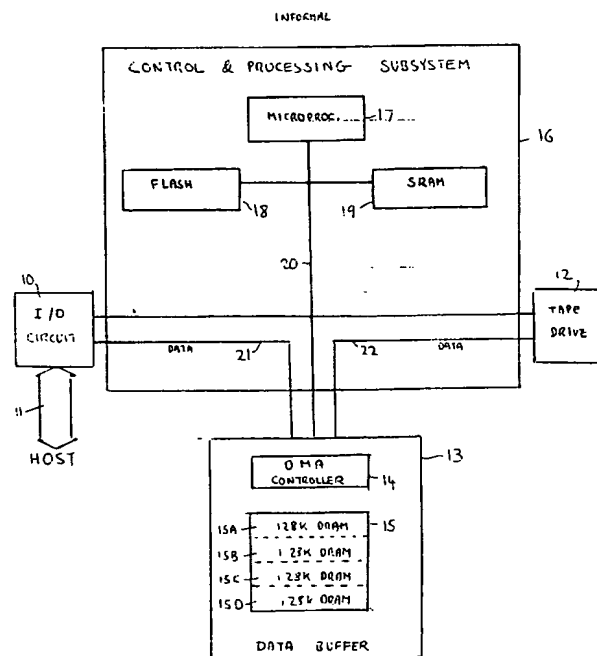 INFORMAL
CONTROL & PROCESSING SUBSYSTEM
MICROPROC.
17
16
FLASH
18
SRAM
19
20
10
I/O
CIRCUIT
12
TAPE
DRIVE
DATA
21
22
DATA
11
HOST
13
DMA
CONTROLLER
14
15
15A
128K DRAM
15B
128K DRAM
15C
128K DRAM
15D
128K DRAM
DATA BUFFER